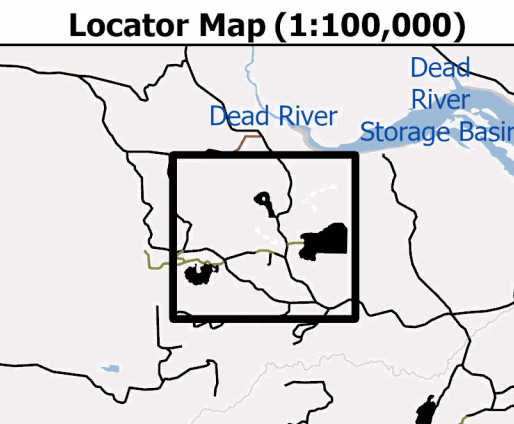 Locator Map (1:100,000)
Dead
River
Storage Basin
Dead River